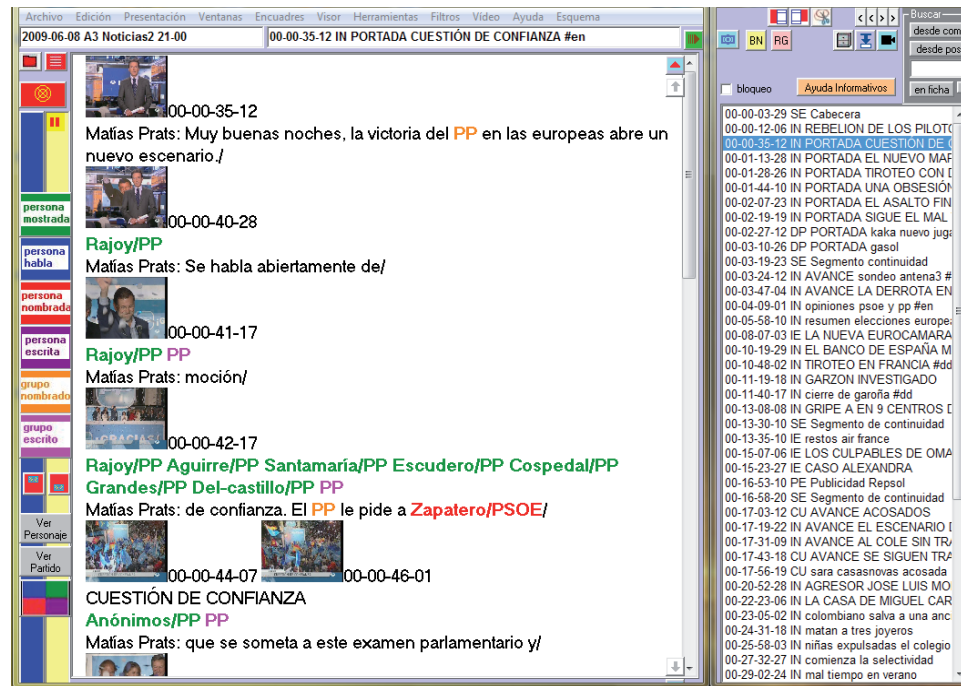 Archivo Edición Presentación Ventanas Encuadres Visor Herramientas Filtros Vídeo Ayuda Esquema
2009-06-08 A3 Noticias2 21-00
00-00-35-12 IN PORTADA CUESTIÓN DE CONFIANZA #en
00-00-35-12
Matías Prats: Muy buenas noches, la victoria del PP en las europeas abre un
nuevo escenario./
00-00-40-28
Rajoy/PP
Matías Prats: Se habla abiertamente de/
00-00-41-17
Rajoy/PP PP
Matías Prats: moción/
GRACIAS
00-00-42-17
Rajoy/PP Aguirre/PP Santamaría/PP Escudero/PP Cospedal/PP
Grandes/PP Del-castillo/PP PP
Matías Prats: de confianza. El PP le pide a Zapatero/PSOE/
00-00-44-07 00-00-46-01
CUESTIÓN DE CONFIANZA
Anónimos/PP PP
Matías Prats: que se someta a este examen parlamentario y/
persona
mostrada
persona
habla
persona
nombrada
persona
escrita
grupo
nombrado
grupo
escrito
Ver
Personaje
Ver
Partido
BN RG
< < > >
Buscar
desde com
desde pos
en ficha
bloqueo
Ayuda Informativos
00-00-03-29 SE Cabecera
00-00-12-06 IN REBELION DE LOS PILOTO
00-00-35-12 IN PORTADA CUESTIÓN DE C
00-01-13-28 IN PORTADA EL NUEVO MAP
00-01-28-26 IN PORTADA TIROTEO CON D
00-01-44-10 IN PORTADA UNA OBSESIÓN
00-02-07-23 IN PORTADA EL ASALTO FIN
00-02-19-19 IN PORTADA SIGUE EL MAL
00-02-27-12 DP PORTADA kaka nuevo juga
00-03-10-26 DP PORTADA gasol
00-03-19-23 SE Segmento continuidad
00-03-24-12 IN AVANCE sondeo antena3 #
00-03-47-04 IN AVANCE LA DERROTA EN
00-04-09-01 IN opiniones psoe y pp #en
00-05-58-10 IN resumen elecciones europe
00-08-07-03 IE LA NUEVA EUROCAMARA
00-10-19-29 IN EL BANCO DE ESPAÑA M
00-10-48-02 IN TIROTEO EN FRANCIA #dd
00-11-19-18 IN GARZON INVESTIGADO
00-11-40-17 IN cierre de garoña #dd
00-13-08-08 IN GRIPE A EN 9 CENTROS D
00-13-30-10 SE Segmento de continuidad
00-13-35-10 IE restos air france
00-15-07-06 IE LOS CULPABLES DE OMA
00-15-23-27 IE CASO ALEXANDRA
00-16-53-10 PE Publicidad Repsol
00-16-58-20 SE Segmento de continuidad
00-17-03-12 CU AVANCE ACOSADOS
00-17-19-22 IN AVANCE EL ESCENARIO D
00-17-31-09 IN AVANCE AL COLE SIN TRA
00-17-43-18 CU AVANCE SE SIGUEN TRA
00-17-56-19 CU sara casasnovas acosada
00-20-52-28 IN AGRESOR JOSE LUIS MO
00-22-23-06 IN LA CASA DE MIGUEL CAR
00-23-05-02 IN colombiano salva a una anc
00-24-31-18 IN matan a tres joyeros
00-25-58-03 IN niñas expulsadas el colegio
00-27-32-27 IN comienza la selectividad
00-29-02-24 IN mal tiempo en verano